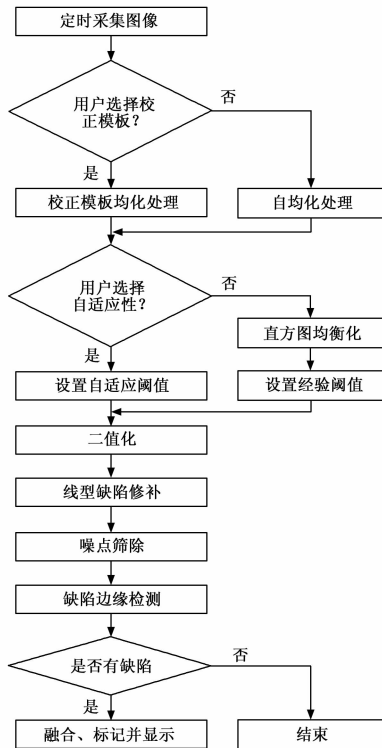 定时采集图像
用户选择校
正模板？
否
是
校正模板均化处理
自均化处理
用户选择
自适应性？
否
直方图均衡化
是
设置自适应阈值
设置经验阈值
二值化
线型缺陷修补
噪点筛除
缺陷边缘检测
是否有缺陷
否
是
融合、标记并显示
结束